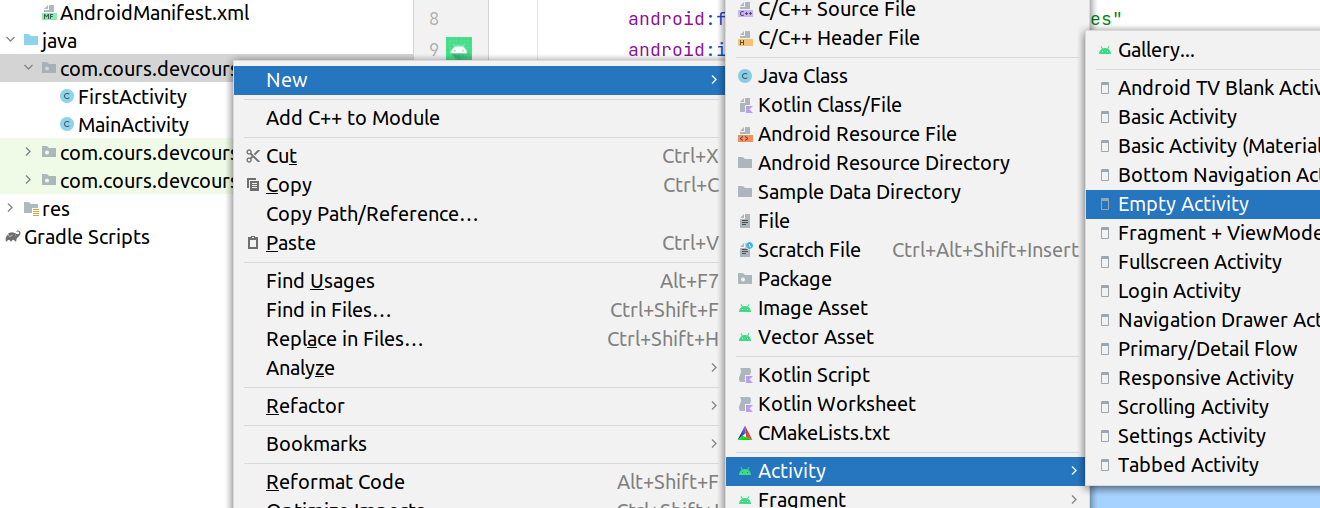 AndroidManifest.xml
java
com.cours.devcours
FirstActivity
MainActivity
com.cours.devcours
com.cours.devcours
res
Gradle Scripts
8 android:f es"
9 android:i
New
Add C++ to Module
Cut Ctrl+X
Copy Ctrl+C
Copy Path/Reference…
Paste Ctrl+V
Find Usages Alt+F7
Find in Files… Ctrl+Shift+F
Replace in Files… Ctrl+Shift+H
Analyze
Refactor
Bookmarks
Reformat Code Alt+Shift+F
C/C++ Source File
C/C++ Header File
Java Class
Kotlin Class/File
Android Resource File
Android Resource Directory
Sample Data Directory
File
Scratch File Ctrl+Alt+Shift+Insert
Package
Image Asset
Vector Asset
Kotlin Script
Kotlin Worksheet
CMakeLists.txt
Activity
Fragment
Gallery…
Android TV Blank Activ
Basic Activity
Basic Activity (Material
Bottom Navigation Act
Empty Activity
Fragment + ViewMode
Fullscreen Activity
Login Activity
Navigation Drawer Act
Primary/Detail Flow
Responsive Activity
Scrolling Activity
Settings Activity
Tabbed Activity